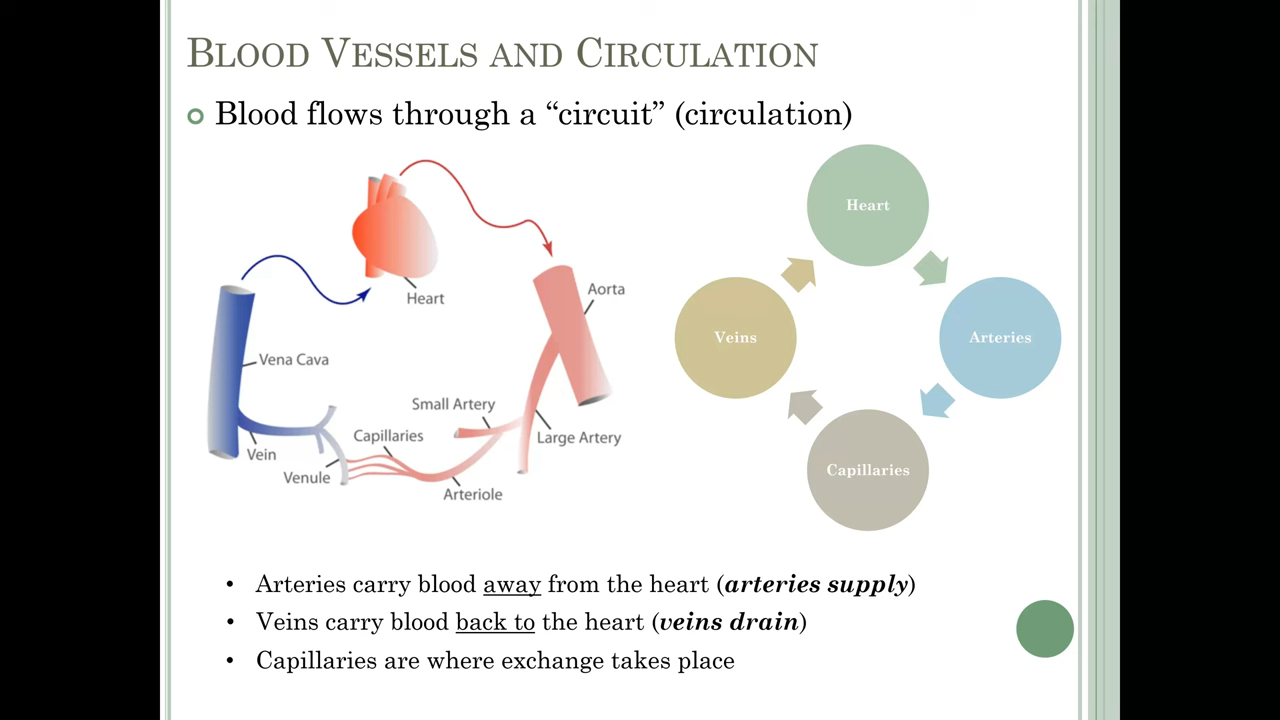 BLOOD VESSELS AND CIRCULATION
Blood flows through a “circuit” (circulation)
Heart
Aorta
Vena Cava
Small Artery
Capillaries
Large Artery
Vein
Venule
Arteriole
Heart
Veins
Arteries
Capillaries
• Arteries carry blood away from the heart (arteries supply)
• Veins carry blood back to the heart (veins drain)
• Capillaries are where exchange takes place